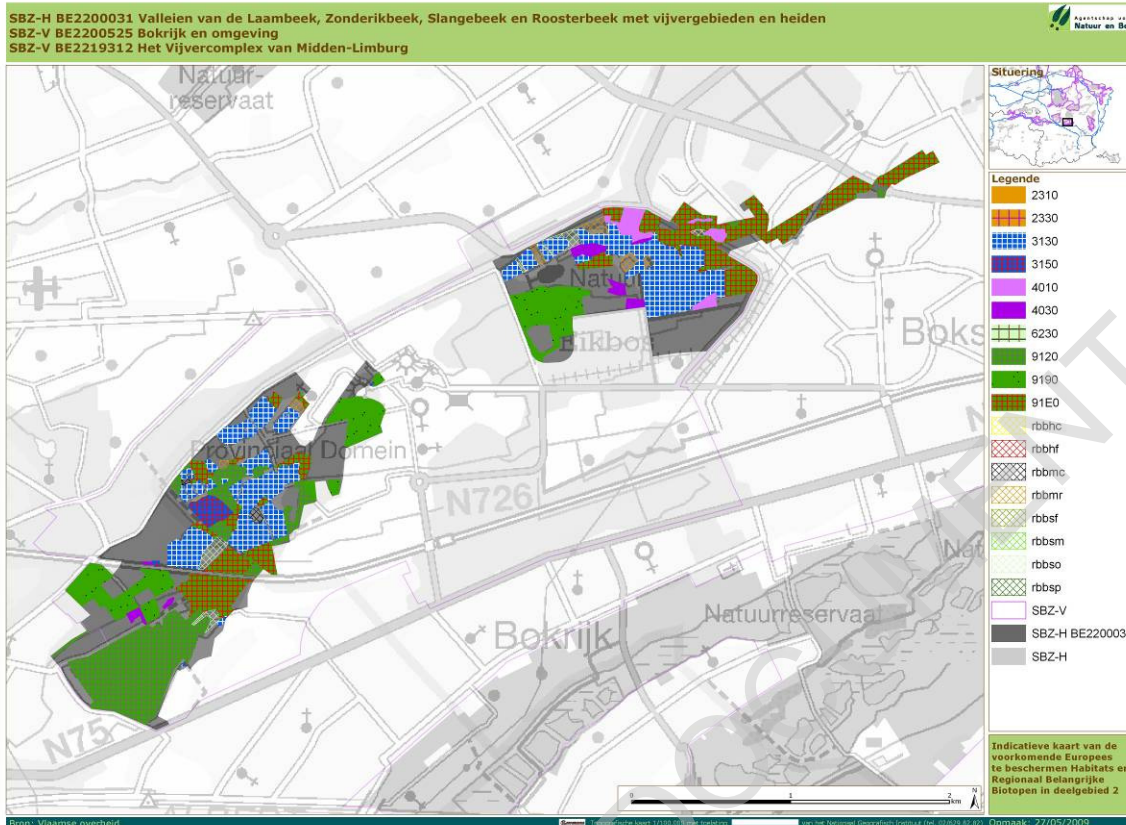 SBZ-H BE2200031 Valleien van de Laambeek, Zonderikbeek, Slangebeek en Roosterbeek met vijvergebieden en heiden
SBZ-V BE2200525 Bokrijk en omgeving
SBZ-V BE2219312 Het Vijvercomplex van Midden-Limburg
Natuur en Bo
Natuur-
reservaat
Natuur
Eikbos
Boks
Provinciaal Domein
N726
Natuurreservaat
Bokrijk
N75
Situering
Legende
2310
2330
3130
3150
4010
4030
6230
9120
9190
91E0
rbbhc
rbbhf
rbbmc
rbbmr
rbbsf
rbbsm
rbbso
rbbsp
SBZ-V
SBZ-H BE220003
SBZ-H
0 1 2 km
N
Indicatieve kaart van de
voorkomende Europees
te beschermen Habitats en
Regionaal Belangrijke
Biotopen in deelgebied 2
Bron: Vlaamse overheid
Opmaak: 27/05/2009